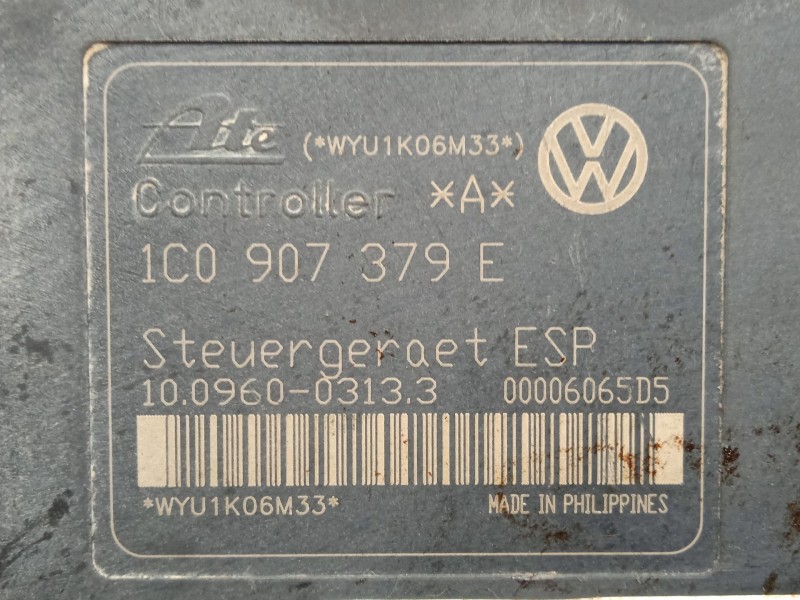 Ate (*WYU1K06M33*)
Controller *A*
1C0 907 379 E
Steuergeraet ESP
10.0960-0313.3 00006065D5
*WYU1K06M33* MADE IN PHILIPPINES